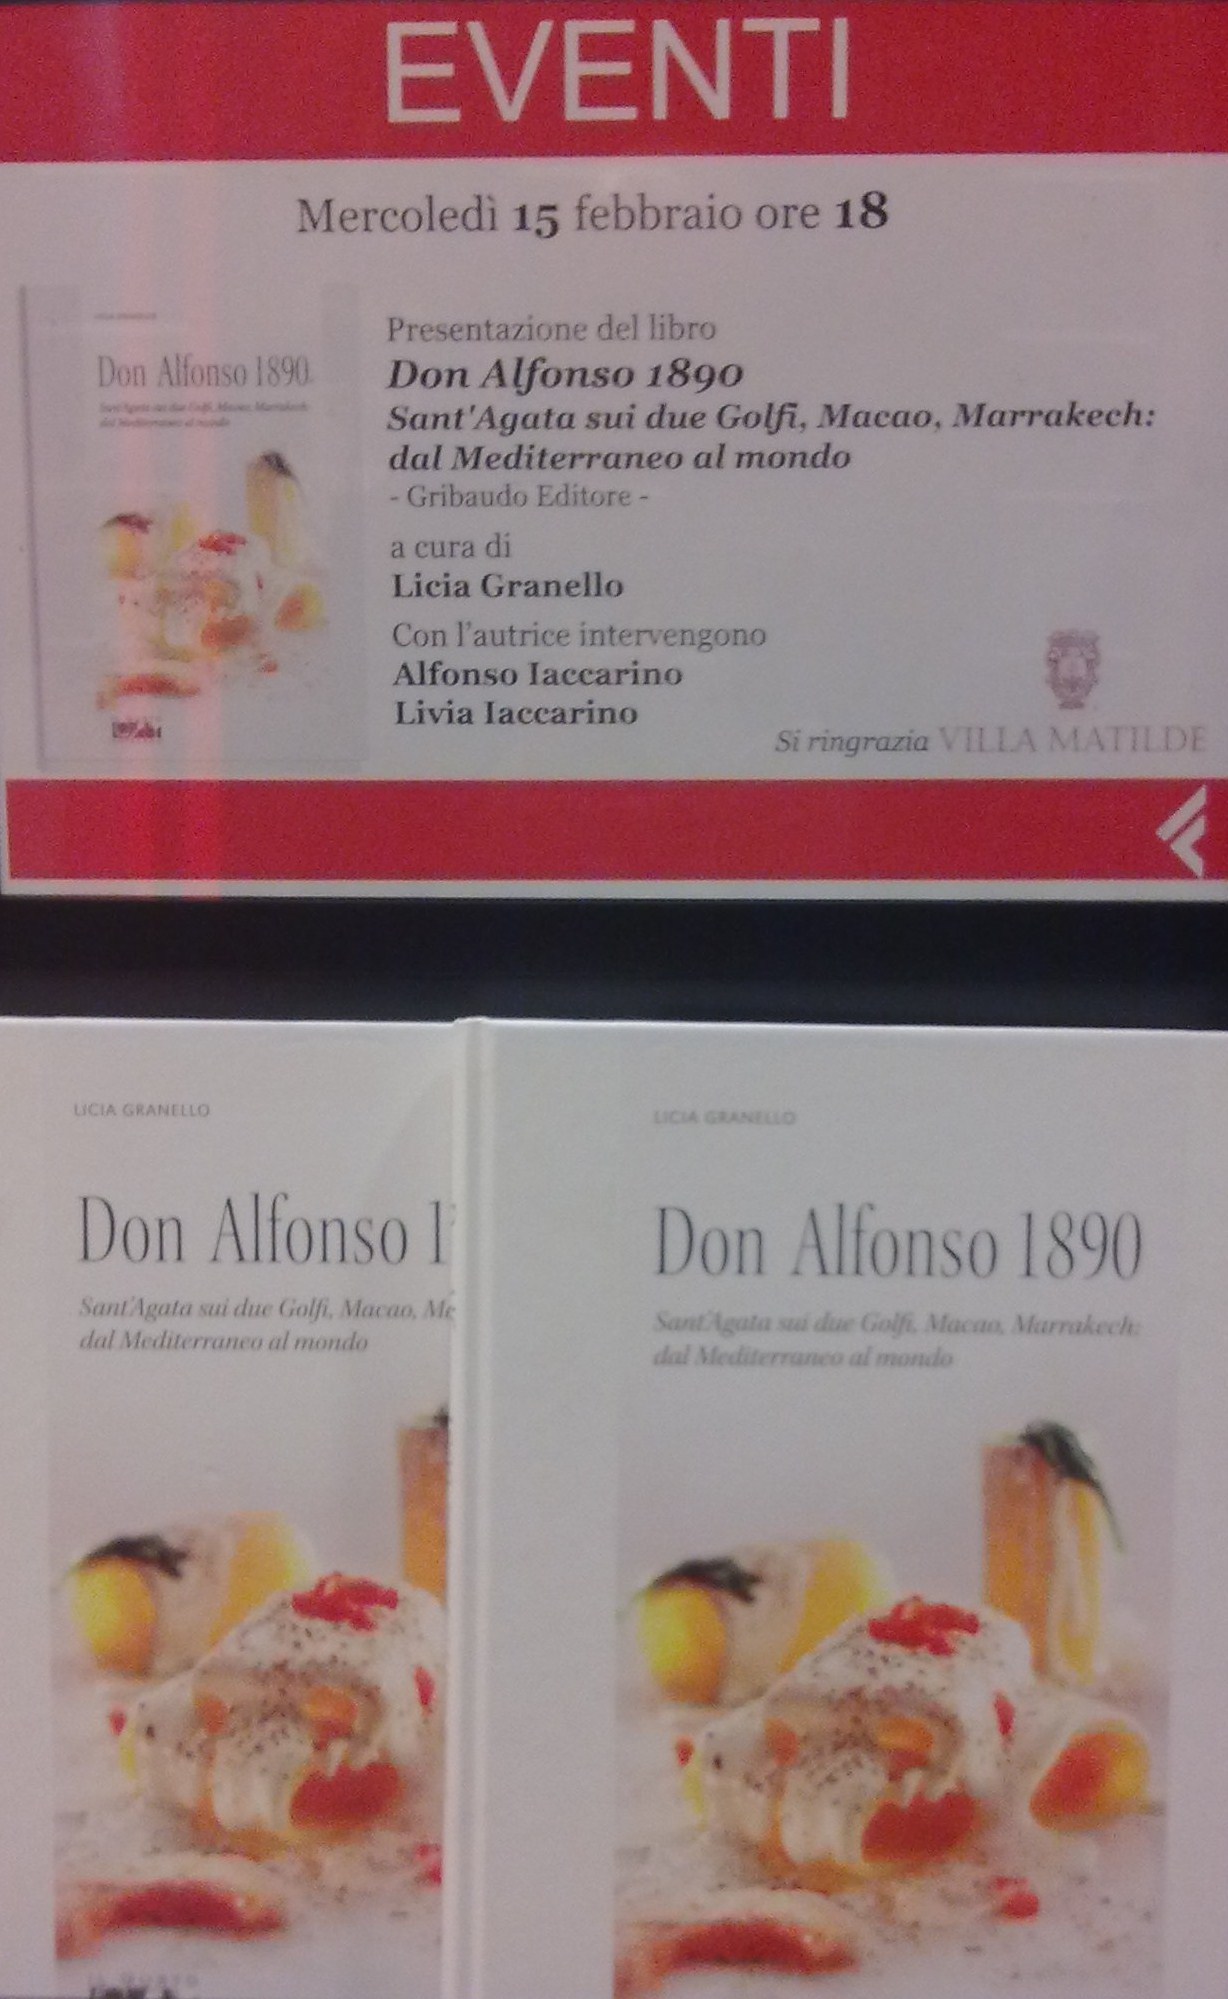 EVENTI
Mercoledì 15 febbraio ore 18
Don Alfonso 1890
Presentazione del libro
Don Alfonso 1890
Sant'Agata sui due Golfi, Macao, Marrakech:
dal Mediterraneo al mondo
- Gribaudo Editore -
a cura di
Licia Granello
Con l'autrice intervengono
Alfonso Iaccarino
Livia Iaccarino
Si ringrazia VILLA MATILDE
LICIA GRANELLO
Don Alfonso 1
Sant'Agata sui due Golfi, Macao,
dal Mediterraneo al mondo
LICIA GRANELLO
Don Alfonso 1890
Sant'Agata sui due Golfi, Macao, Marrakech:
dal Mediterraneo al mondo